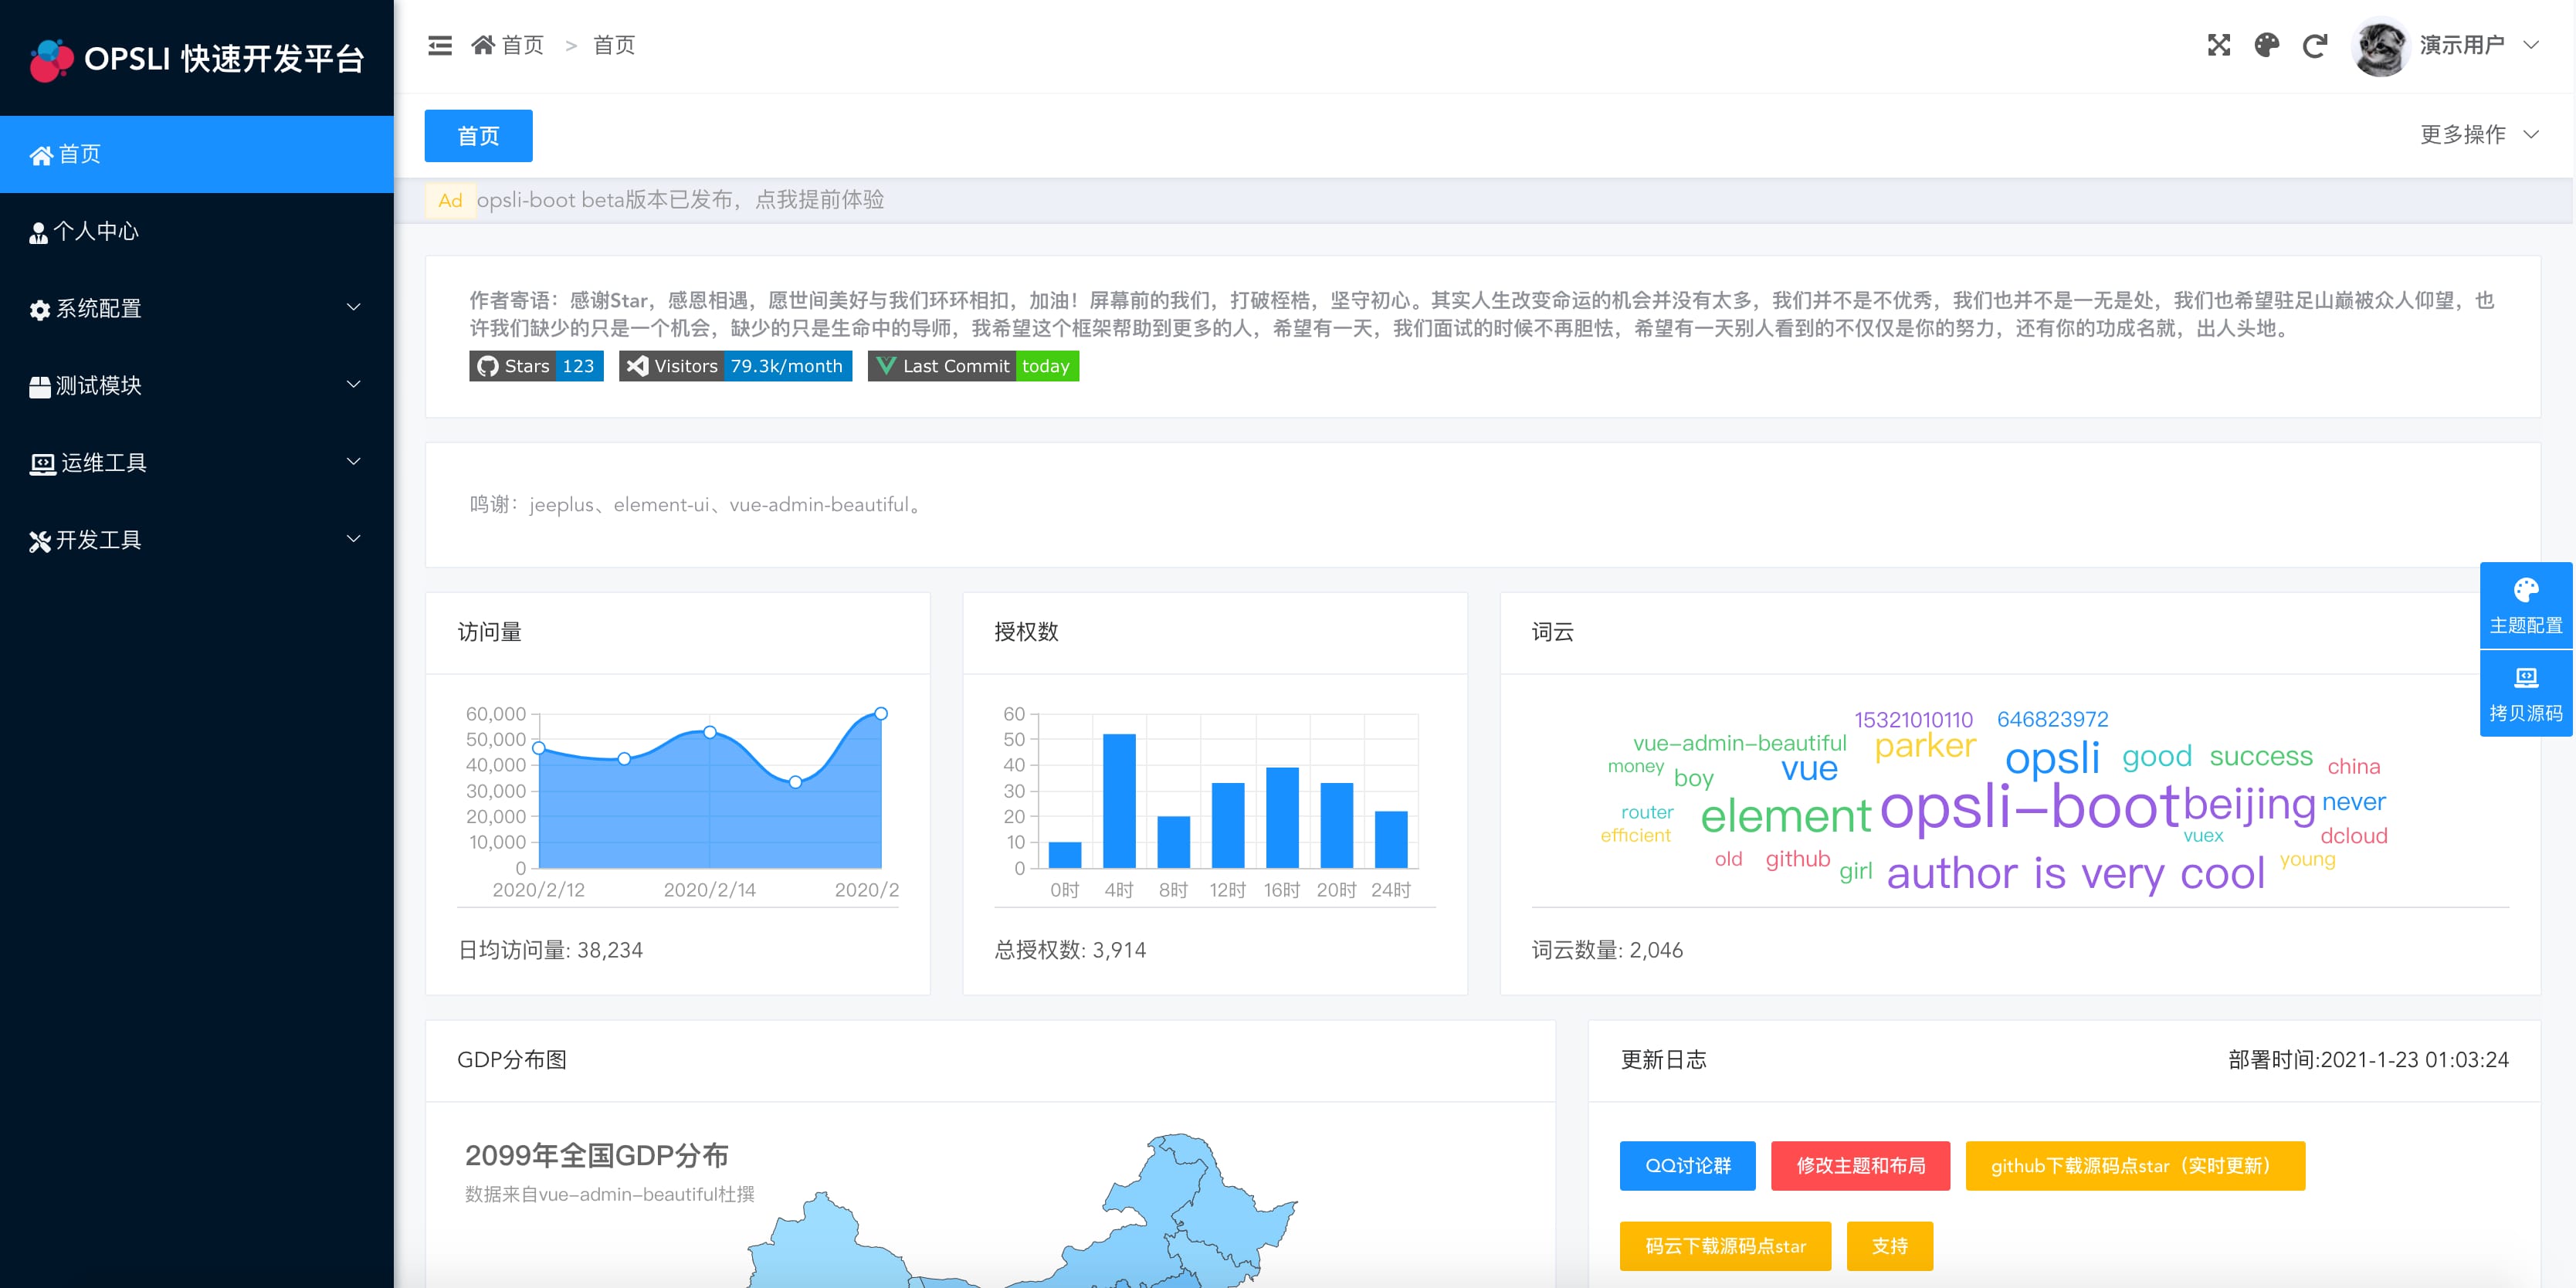 OPSLI 快速开发平台
首页
个人中心
系统配置
测试模块
运维工具
开发工具
首页 > 首页
演示用户
首页
更多操作
Ad opsli-boot beta版本已发布，点我提前体验
作者寄语：感谢Star，感恩相遇，愿世间美好与我们环环相扣，加油！屏幕前的我们，打破桎梏，坚守初心。其实人生改变命运的机会并没有太多，我们并不是不优秀，我们也并不是一无是处，我们也希望驻足山巅被众人仰望，也
许我们缺少的只是一个机会，缺少的只是生命中的导师，我希望这个框架帮助到更多的人，希望有一天，我们面试的时候不再胆怯，希望有一天别人看到的不仅仅是你的努力，还有你的功成名就，出人头地。
Stars 123 Visitors 79.3k/month Last Commit today
鸣谢：jeeplus、element-ui、vue-admin-beautiful。
主题配置
拷贝源码
访问量
60,000
50,000
40,000
30,000
20,000
10,000
0
2020/2/12 2020/2/14 2020/2
日均访问量: 38,234
授权数
60
50
40
30
20
10
0
0时 4时 8时 12时 16时 20时 24时
总授权数: 3,914
词云
15321010110 646823972
vue-admin-beautiful parker opsli good success china
money boy vue
router element opsli-boot beijing never
efficient vuex dcloud
old github girl author is very cool young
词云数量: 2,046
GDP分布图
2099年全国GDP分布
数据来自vue-admin-beautiful杜撰
更新日志 部署时间:2021-1-23 01:03:24
QQ讨论群 修改主题和布局 github下载源码点star（实时更新）
码云下载源码点star 支持